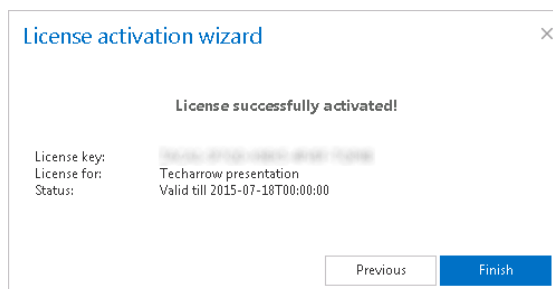 License activation wizard
License successfully activated!
License key:
License for: Techarrow presentation
Status: Valid till 2015-07-18T00:00:00
Previous Finish